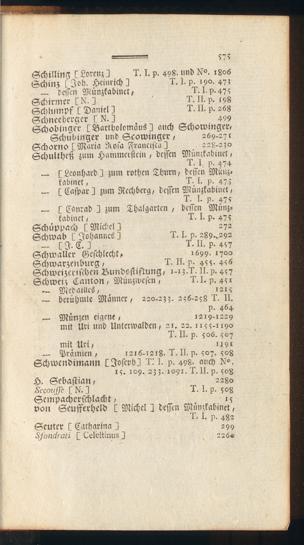 575
Schilling [ Lorenz ] T. I. p. 498. und No. 1806
Schinz [ Joh. Heinrich ] T. I. p. 190. 473
— dessen Münzkabinet, T. I. p. 475
Schirmer [ N. ] T. II. p. 198
Schlumpf [ Daniel ] T. II. p. 268
Schneeberger [ N. ] 499
Schobinger [ Bartholomäus ] auch Schowinger,
Schubinger und Scowinger, 269-271
Schorno [ Maria Rosa Francisca ] 228-230
Schultheß zum Hammerstein, dessen Münzkabinet,
T. I. p. 474
— [ Leonhard ] zum rothen Thurn, dessen Münz-
kabinet, T. I. p. 475
— [ Caspar ] zum Rechberg, dessen Münzkabinet,
T. I. p. 475
— [ Conrad ] zum Thalgarten, dessen Münz-
kabinet, T. I. p. 475
Schüppach [ Michel ] 272
Schwab [ Johannes ] T. I. p. 289. 292
— [ J. C. ] T. II. p. 457
Schwaller Geschlecht, 1699. 1700
Schwarzenburg, T. II. p. 455. 456
Schweizerischen Bundesstiftung, 1-13. T. II. p. 457
Schweiz Canton, Münzwesen, T. I. p. 451
— Medailles, 1215
— berühmte Männer, 220-233. 256-258 T. II.
p. 464
— Münzen eigene, 1219-1229
mit Uri und Unterwalden, 21. 22. 1155-1190
T. II. p. 506. 507
mit Uri, 1191
— Prämien, 1216-1218. T. II. p. 507. 508
Schwendimann [ Joseph ] T. I. p. 498. auch No.
15. 109. 233. 1091. T. II. p. 508
H. Sebastian, 2280
Secousse [ N. ] T. I. p. 508
Sempacherschlacht, 15
von Seufferheld [ Michel ] dessen Münzkabinet,
T. I. p. 482
Seuter [ Catharina ] 299
Sfondrati [ Celestinus ]